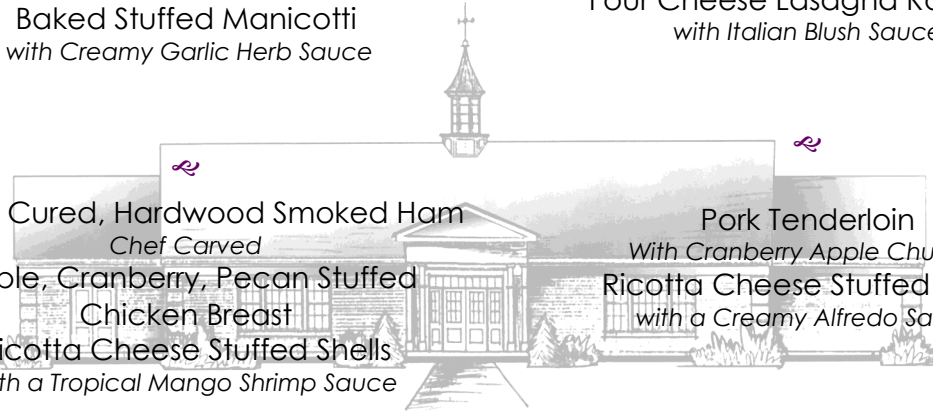 Baked Stuffed Manicotti
with Creamy Garlic Herb Sauce
Four Cheese Lasagna
with Italian Blush Sauce
Cured, Hardwood Smoked Ham
Chef Carved
Cranberry, Pecan Stuffed
Chicken Breast
Ricotta Cheese Stuffed Shells
a Tropical Mango Shrimp Sauce
Pork Tenderloin
With Cranberry Apple
Ricotta Cheese Stuffed
with a Creamy Alfredo